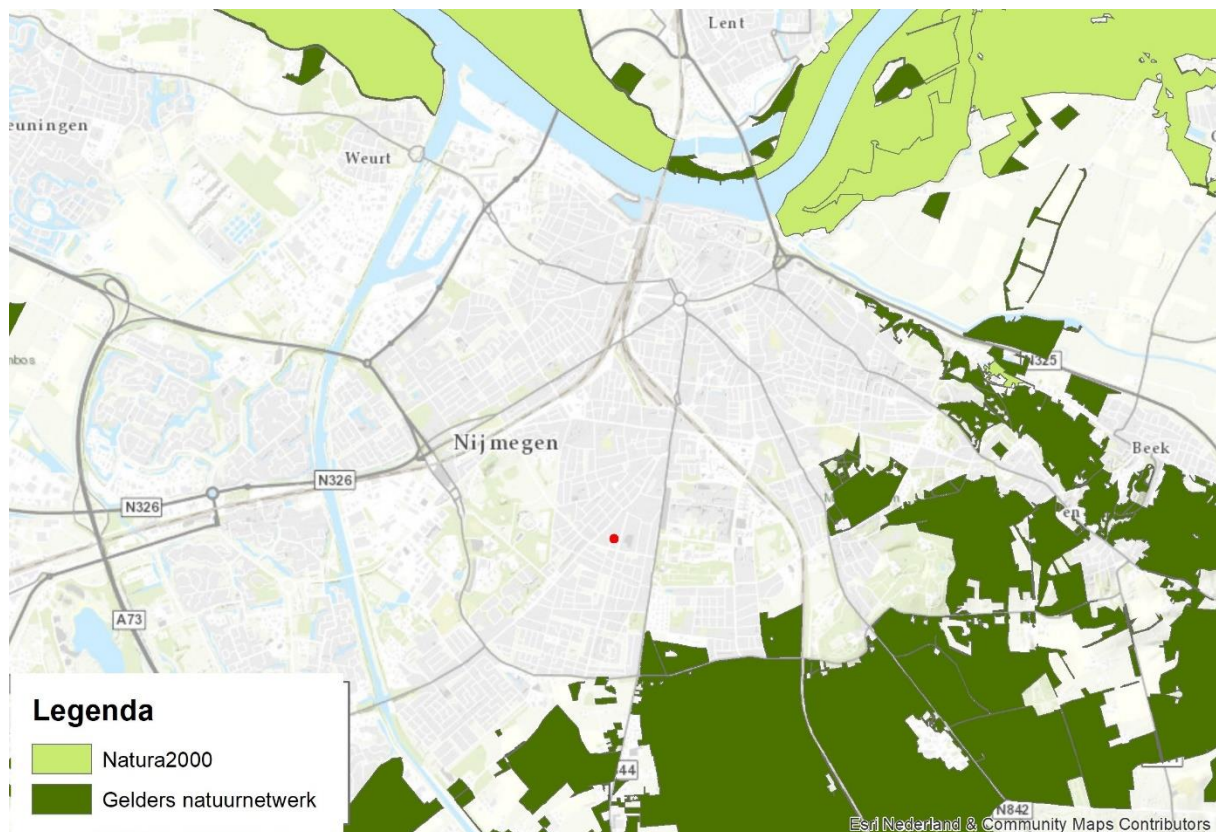 Lent
euningen
Weurt
N325
Nijmegen
Beek
N326
N326
en
A73
Legenda
Natura2000
Gelders natuurnetwerk
44
N842
Esri Nederland & Community Maps Contributors